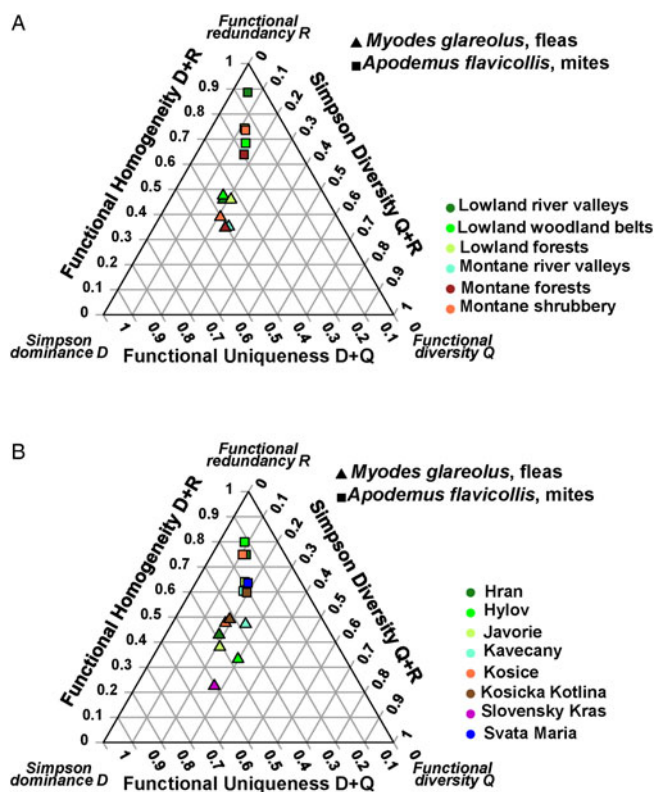 A
Functional
redundancy R
Myodes glareolus, fleas
Apodemus flavicollis, mites
Functional Homogeneity D+R
Simpson Diversity Q+R
1
0.9
0.8
0.7
0.6
0.5
0.4
0.3
0.2
0.1
0
0
0.1
0.2
0.3
0.4
0.5
0.6
0.7
0.8
0.9
1
Lowland river valleys
Lowland woodland belts
Lowland forests
Montane river valleys
Montane forests
Montane shrubbery
1 0.9 0.8 0.7 0.6 0.5 0.4 0.3 0.2 0.1 0
Simpson
dominance D
Functional Uniqueness D+Q
Functional
diversity Q
B
Functional
redundancy R
Myodes glareolus, fleas
Apodemus flavicollis, mites
Functional Homogeneity D+R
Simpson Diversity Q+R
1
0.9
0.8
0.7
0.6
0.5
0.4
0.3
0.2
0.1
0
0
0.1
0.2
0.3
0.4
0.5
0.6
0.7
0.8
0.9
1
Hran
Hylov
Javorie
Kavecany
Kosice
Kosicka Kotlina
Slovensky Kras
Svata Maria
1 0.9 0.8 0.7 0.6 0.5 0.4 0.3 0.2 0.1 0
Simpson
dominance D
Functional Uniqueness D+Q
Functional
diversity Q